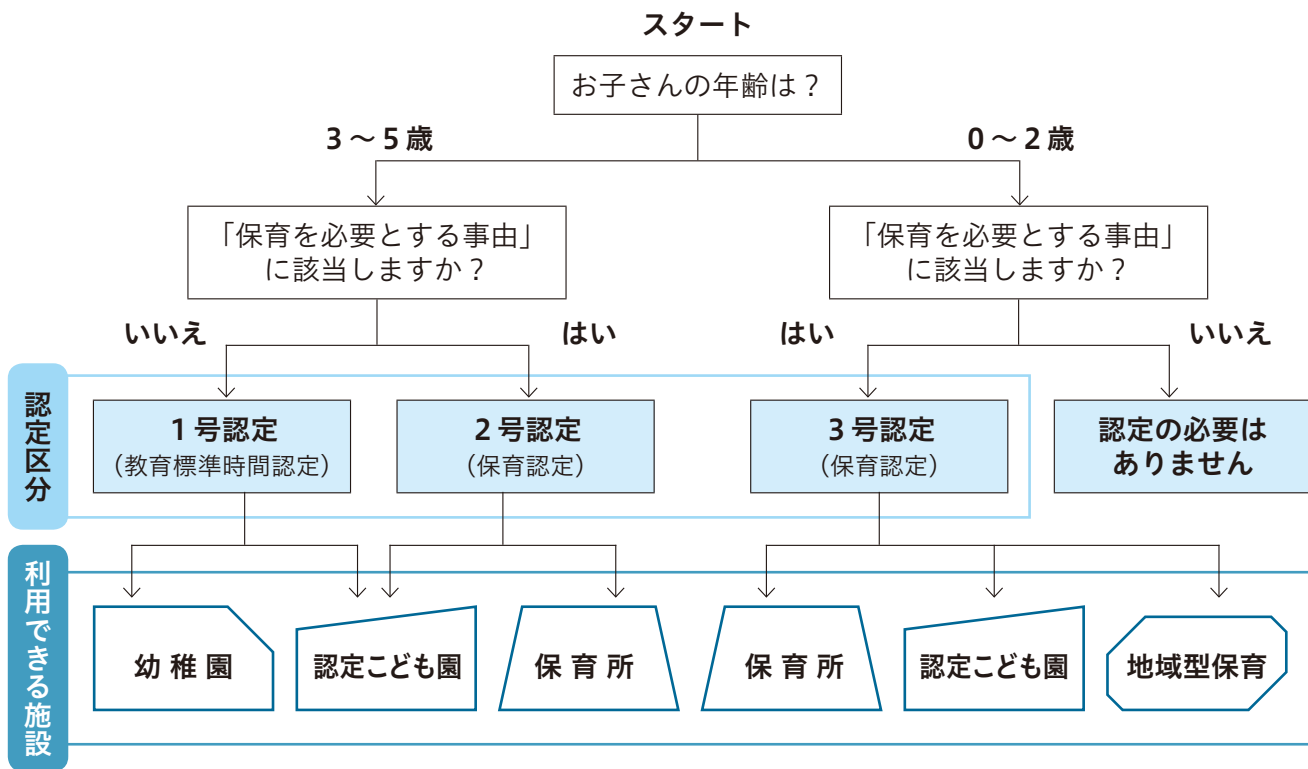 スタート
お子さんの年齢は？
3～5歳
0～2歳
「保育を必要とする事由」
に該当しますか？
「保育を必要とする事由」
に該当しますか？
いいえ
はい
はい
いいえ
認定区分
1号認定
（教育標準時間認定）
2号認定
（保育認定）
3号認定
（保育認定）
認定の必要は
ありません
利用できる施設
幼稚園
認定こども園
保育所
保育所
認定こども園
地域型保育